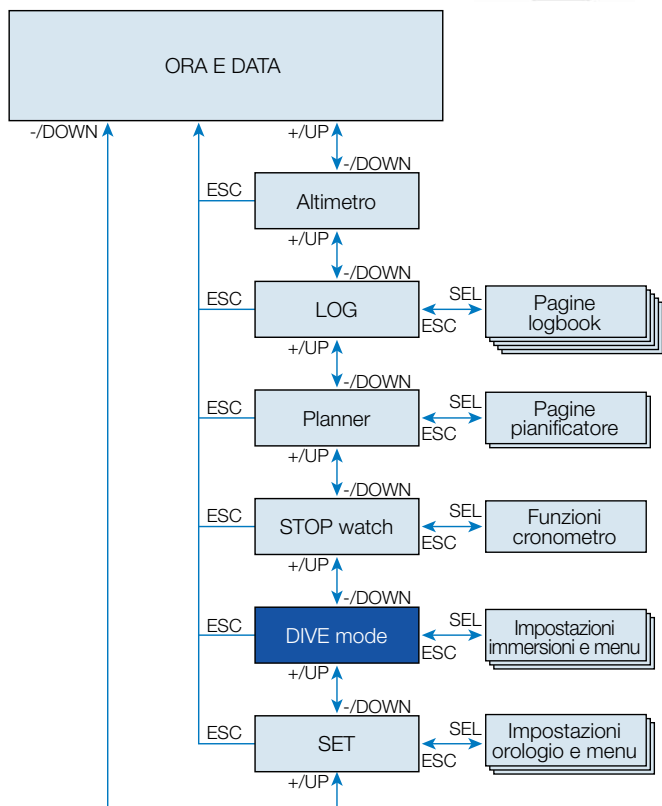 ORA E DATA
-/DOWN
+/UP
-/DOWN
ESC
Altimetro
+/UP
-/DOWN
ESC
LOG
SEL
ESC
Pagine
logbook
+/UP
-/DOWN
ESC
Planner
SEL
ESC
Pagine
pianificatore
+/UP
-/DOWN
ESC
STOP watch
SEL
ESC
Funzioni
cronometro
+/UP
-/DOWN
ESC
DIVE mode
SEL
ESC
Impostazioni
immersioni e menu
+/UP
-/DOWN
ESC
SET
SEL
ESC
Impostazioni
orologio e menu
+/UP